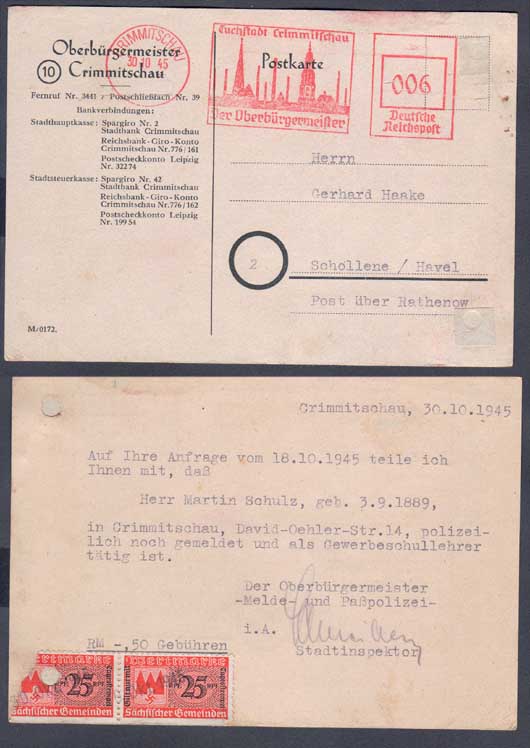 Oberbürgermeister
10 Crimmitschau
Fernruf Nr. 3441 / Postschließfach Nr. 39
Bankverbindungen:
Stadthauptkasse: Spargiro Nr. 2
Stadtbank Crimmitschau
Reichsbank-Giro-Konto
Crimmitschau Nr. 776/161
Postscheckkonto Leipzig
Nr. 32274
Stadtsteuerkasse: Spargiro Nr. 42
Stadtbank Crimmitschau
Reichsbank-Giro-Konto
Crimmitschau Nr. 776/162
Postscheckkonto Leipzig
Nr. 19954
M/0172.
CRIMMITSCHAU
30.10.45
Tuchstadt Crimmitschau
Postkarte
Der Oberbürgermeister
006
Deutsche
Reichspost
Herrn
Gerhard Haake
2
Schollene / Havel
Post über Rathenow
Crimmitschau, 30.10.1945
Auf Ihre Anfrage vom 18.10.1945 teile ich
Ihnen mit, daß
Herr Martin Schulz, geb. 3.9.1889,
in Crimmitschau, David-Oehler-Str.14, polizei-
lich noch gemeldet und als Gewerbeschullehrer
tätig ist.
Der Oberbürgermeister
-Melde- und Paßpolizei-
i.A.
Stadtinspektor
RM -,50 Gebühren
25 RPF
RPF 25 RPF
Sächsischer Gemeinden
Sächsischer Gemeinden